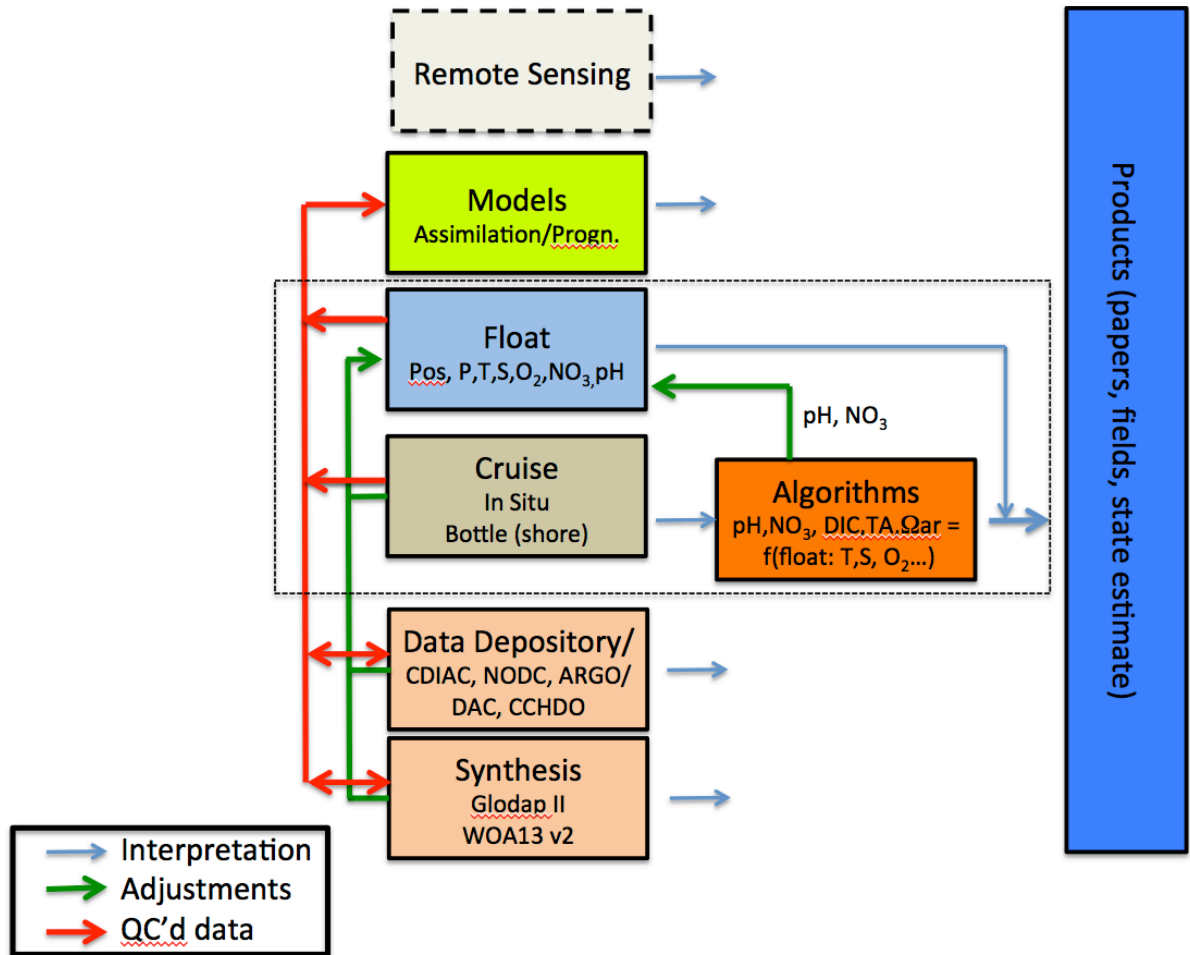 Remote Sensing
Models
Assimilation/Progn.
Float
Pos, P,T,S,O₂,NO₃,pH
pH, NO₃
Cruise
In Situ
Bottle (shore)
Algorithms
pH,NO₃, DIC,TA.Ωar =
f(float: T,S, O₂...)
Data Depository/
CDIAC, NODC, ARGO/
DAC, CCHDO
Synthesis
Glodap II
WOA13 v2
Products (papers, fields, state estimate)
Interpretation
Adjustments
QC’d data